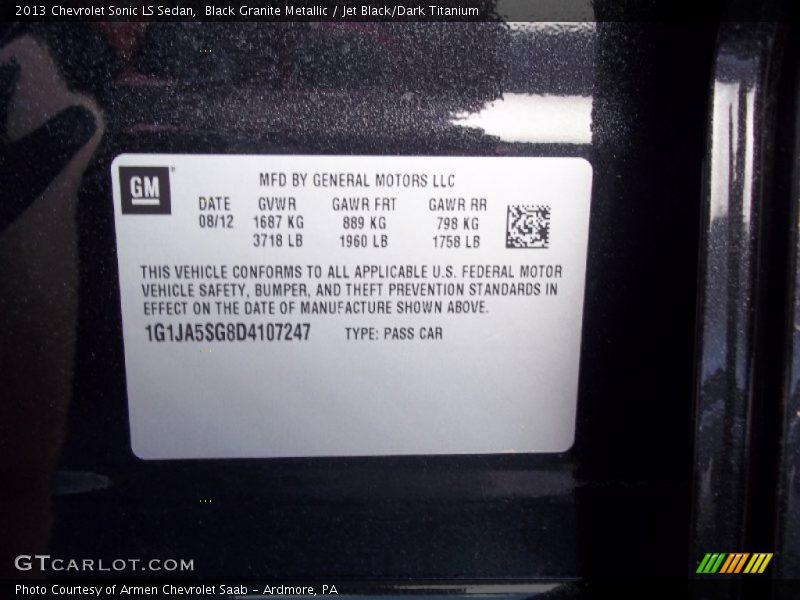 2013 Chevrolet Sonic LS Sedan, Black Granite Metallic / Jet Black/Dark Titanium
GM
MFD BY GENERAL MOTORS LLC
DATE GVWR GAWR FRT GAWR RR
08/12 1687 KG 889 KG 798 KG
3718 LB 1960 LB 1758 LB
THIS VEHICLE CONFORMS TO ALL APPLICABLE U.S. FEDERAL MOTOR
VEHICLE SAFETY, BUMPER, AND THEFT PREVENTION STANDARDS IN
EFFECT ON THE DATE OF MANUFACTURE SHOWN ABOVE.
1G1JA5SG8D4107247 TYPE: PASS CAR
GTCARLOT.COM
Photo Courtesy of Armen Chevrolet Saab - Ardmore, PA